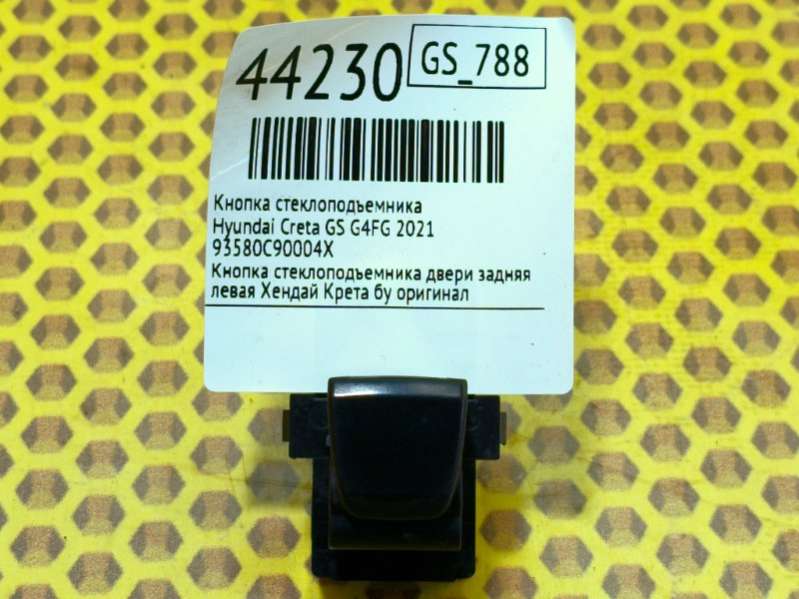 44230 GS_788
Кнопка стеклоподъемника
Hyundai Creta GS G4FG 2021
93580C90004X
Кнопка стеклоподъемника двери задняя
левая Хендай Крета бу оригинал